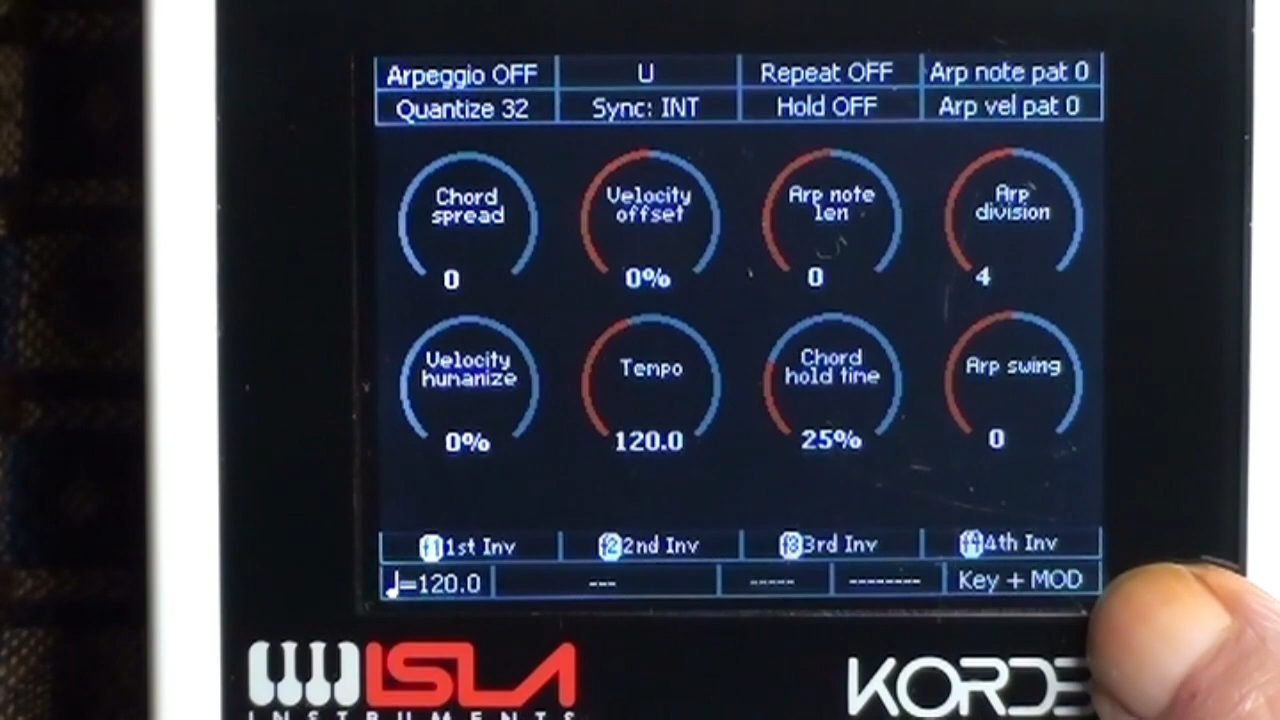 Arpeggio OFF U Repeat OFF Arp note pat 0
Quantize 32 Sync: INT Hold OFF Arp vel pat 0
Chord spread
0
Velocity offset
0%
Arp note len
0
Arp division
4
Velocity humanize
0%
Tempo
120.0
Chord hold time
25%
Arp swing
0
f1 1st Inv f2 2nd Inv f3 3rd Inv f4 4th Inv
♩=120.0 --- ----- -------- Key + MOD
ISLA
INSTRUMENTS